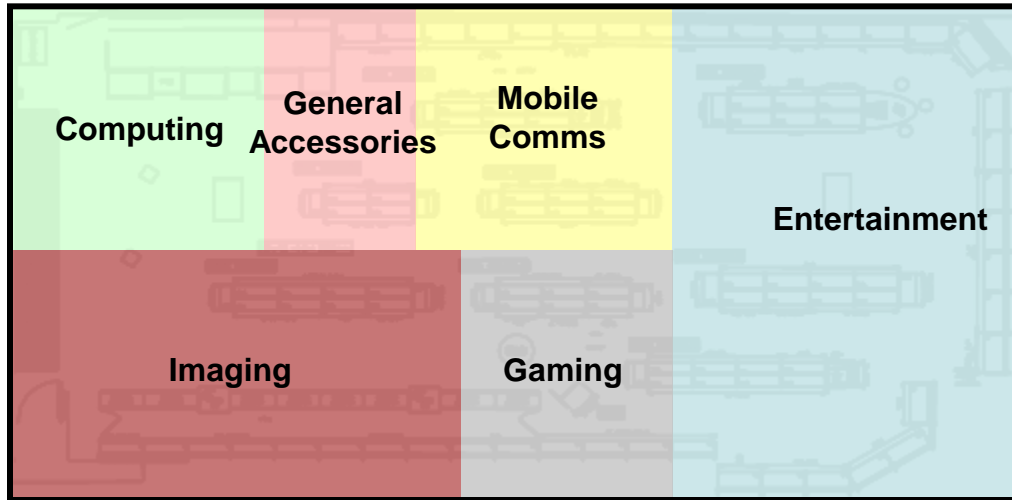 Computing
General
Accessories
Mobile
Comms
Entertainment
Imaging
Gaming